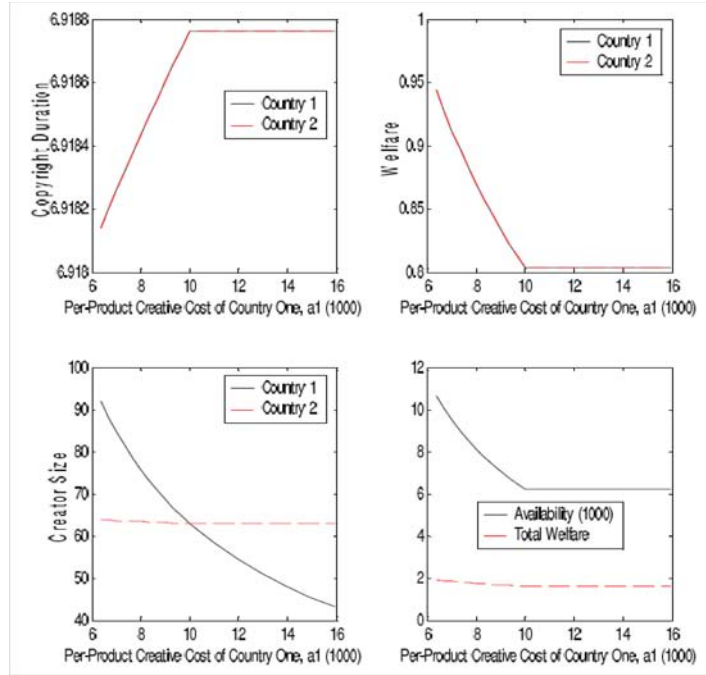 6.9188
6.9186
6.9184
6.9182
6.918
Copyright Duration
Country 1
Country 2
6 8 10 12 14 16
Per-Product Creative Cost of Country One, a1 (1000)
1
0.95
0.9
0.85
0.8
Welfare
Country 1
Country 2
6 8 10 12 14 16
Per-Product Creative Cost of Country One, a1 (1000)
100
90
80
70
60
50
40
Creator Size
Country 1
Country 2
6 8 10 12 14 16
Per-Product Creative Cost of Country One, a1 (1000)
12
10
8
6
4
2
0
Availability (1000)
Total Welfare
6 8 10 12 14 16
Per-Product Creative Cost of Country One, a1 (1000)